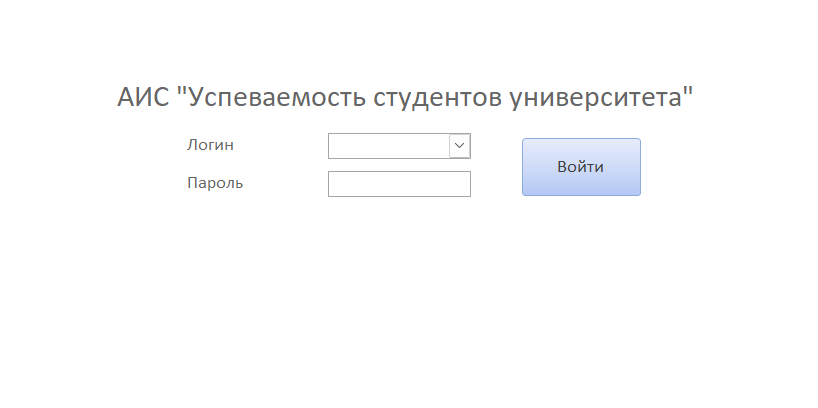 АИС "Успеваемость студентов университета"
Логин
Войти
Пароль